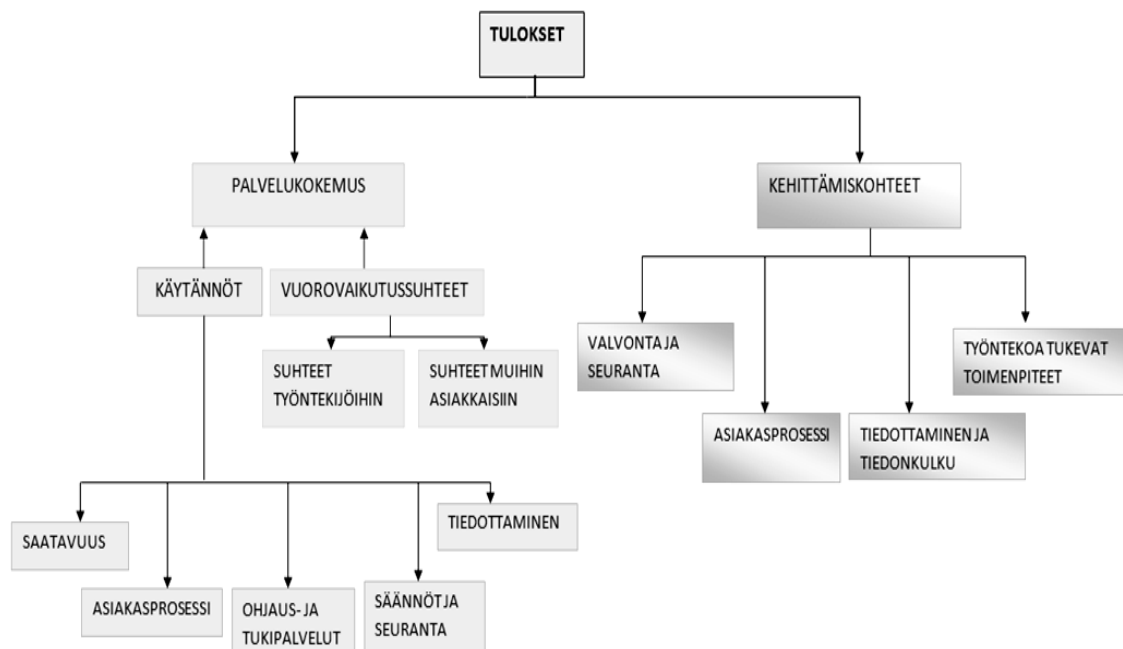 TULOKSET
PALVELUKOKEMUS
KEHITTÄMISKOHTEET
KÄYTÄNNÖT
VUOROVAIKUTUSSUHTEET
SUHTEET
TYÖNTEKIJÖIHIN
SUHTEET MUIHIN
ASIAKKAISIIN
VALVONTA JA
SEURANTA
TYÖNTEKOA TUKEVAT
TOIMENPITEET
ASIAKASPROSESSI
TIEDOTTAMINEN JA
TIEDONKULKU
SAATAVUUS
TIEDOTTAMINEN
ASIAKASPROSESSI
OHJAUS- JA
TUKIPALVELUT
SÄÄNNÖT JA
SEURANTA